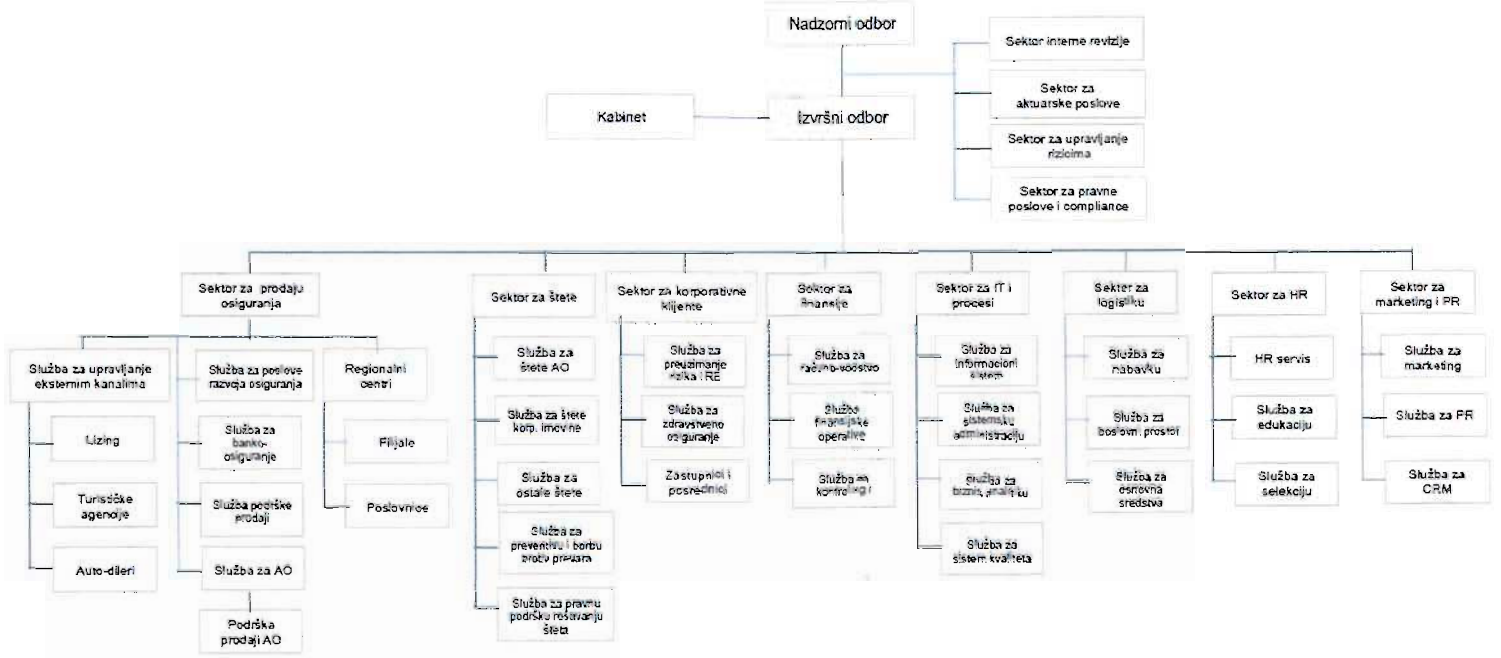 Nadzorni odbor
Sektor interne revizije
Sektor za
aktuarske poslove
Kabinet
Izvršni odbor
Sektor za upravljanje
rizicima
Sektor za pravne
poslove i compliance
Sektor za prodaju
osiguranja
Služba za upravljanje
eksternim kanalima
Lizing
Turističke
agencije
Auto-dileri
Služba za poslove
razvoja osiguranja
Služba za
banko-
osiguranje
Služba podrške
prodaji
Služba za AO
Podrška
prodaji AO
Regionalni
centri
Filijale
Poslovnice
Sektor za štete
Služba za
štete AO
Služba za štete
korp. imovine
Služba za
ostale štete
Služba za
preventivu i borbu
protiv prevara
Služba za pravnu
podršku rešavanju
šteta
Sektor za korporativne
klijente
Služba za
preuzimanje
rizika i RE
Služba za
zdravstveno
osiguranje
Zastupnici i
posrednici
Sektor za
finansije
Služba za
računovodstvo
Služba
finansijske
operative
Služba za
kontroling
Sektor za IT i
procesi
Služba za
informacioni
sistem
Služba za
sistemsku
administraciju
Služba za
biznis analitiku
Služba za
sistem kvaliteta
Sektor za
logistiku
Služba za
nabavku
Služba za
poslovni prostor
Služba za
osnovna
sredstva
Sektor za HR
HR servis
Služba za
edukaciju
Služba za
selekciju
Sektor za
marketing i PR
Služba za
marketing
Služba za PR
Služba za
CRM